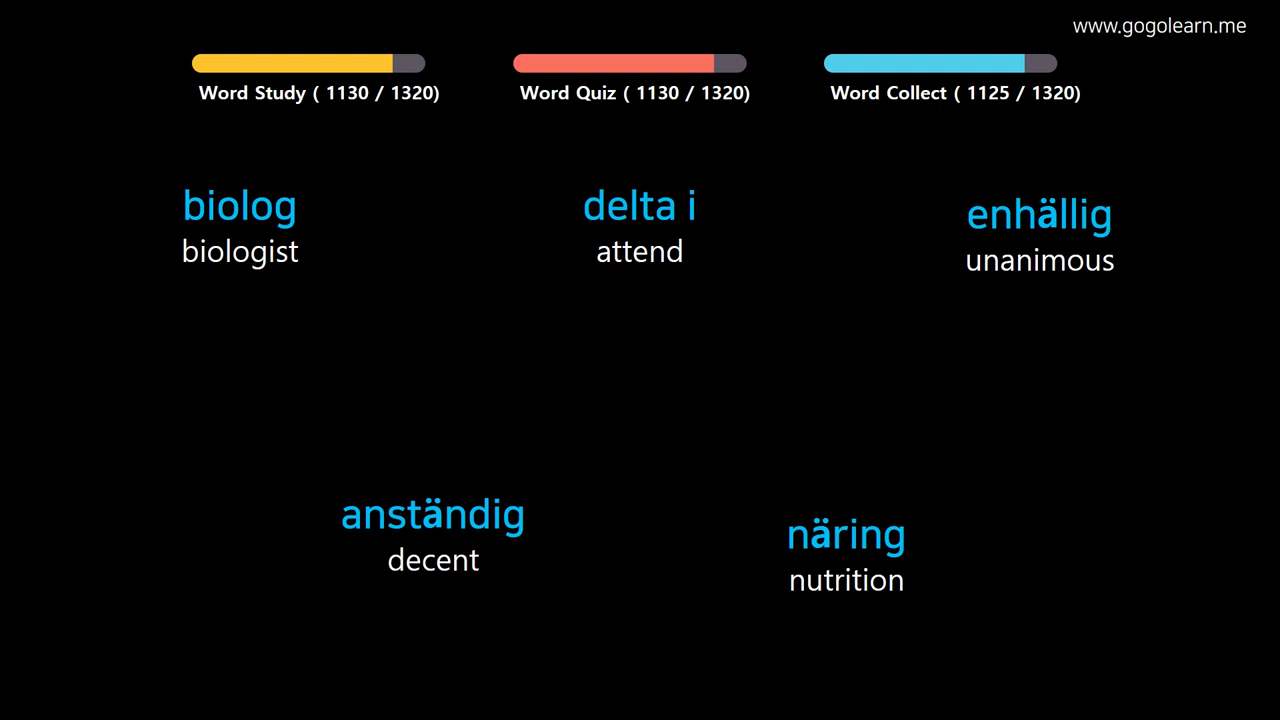 www.gogolearn.me
Word Study ( 1130 / 1320)
Word Quiz ( 1130 / 1320)
Word Collect ( 1125 / 1320)
biolog
biologist
delta i
attend
enhällig
unanimous
anständig
decent
näring
nutrition